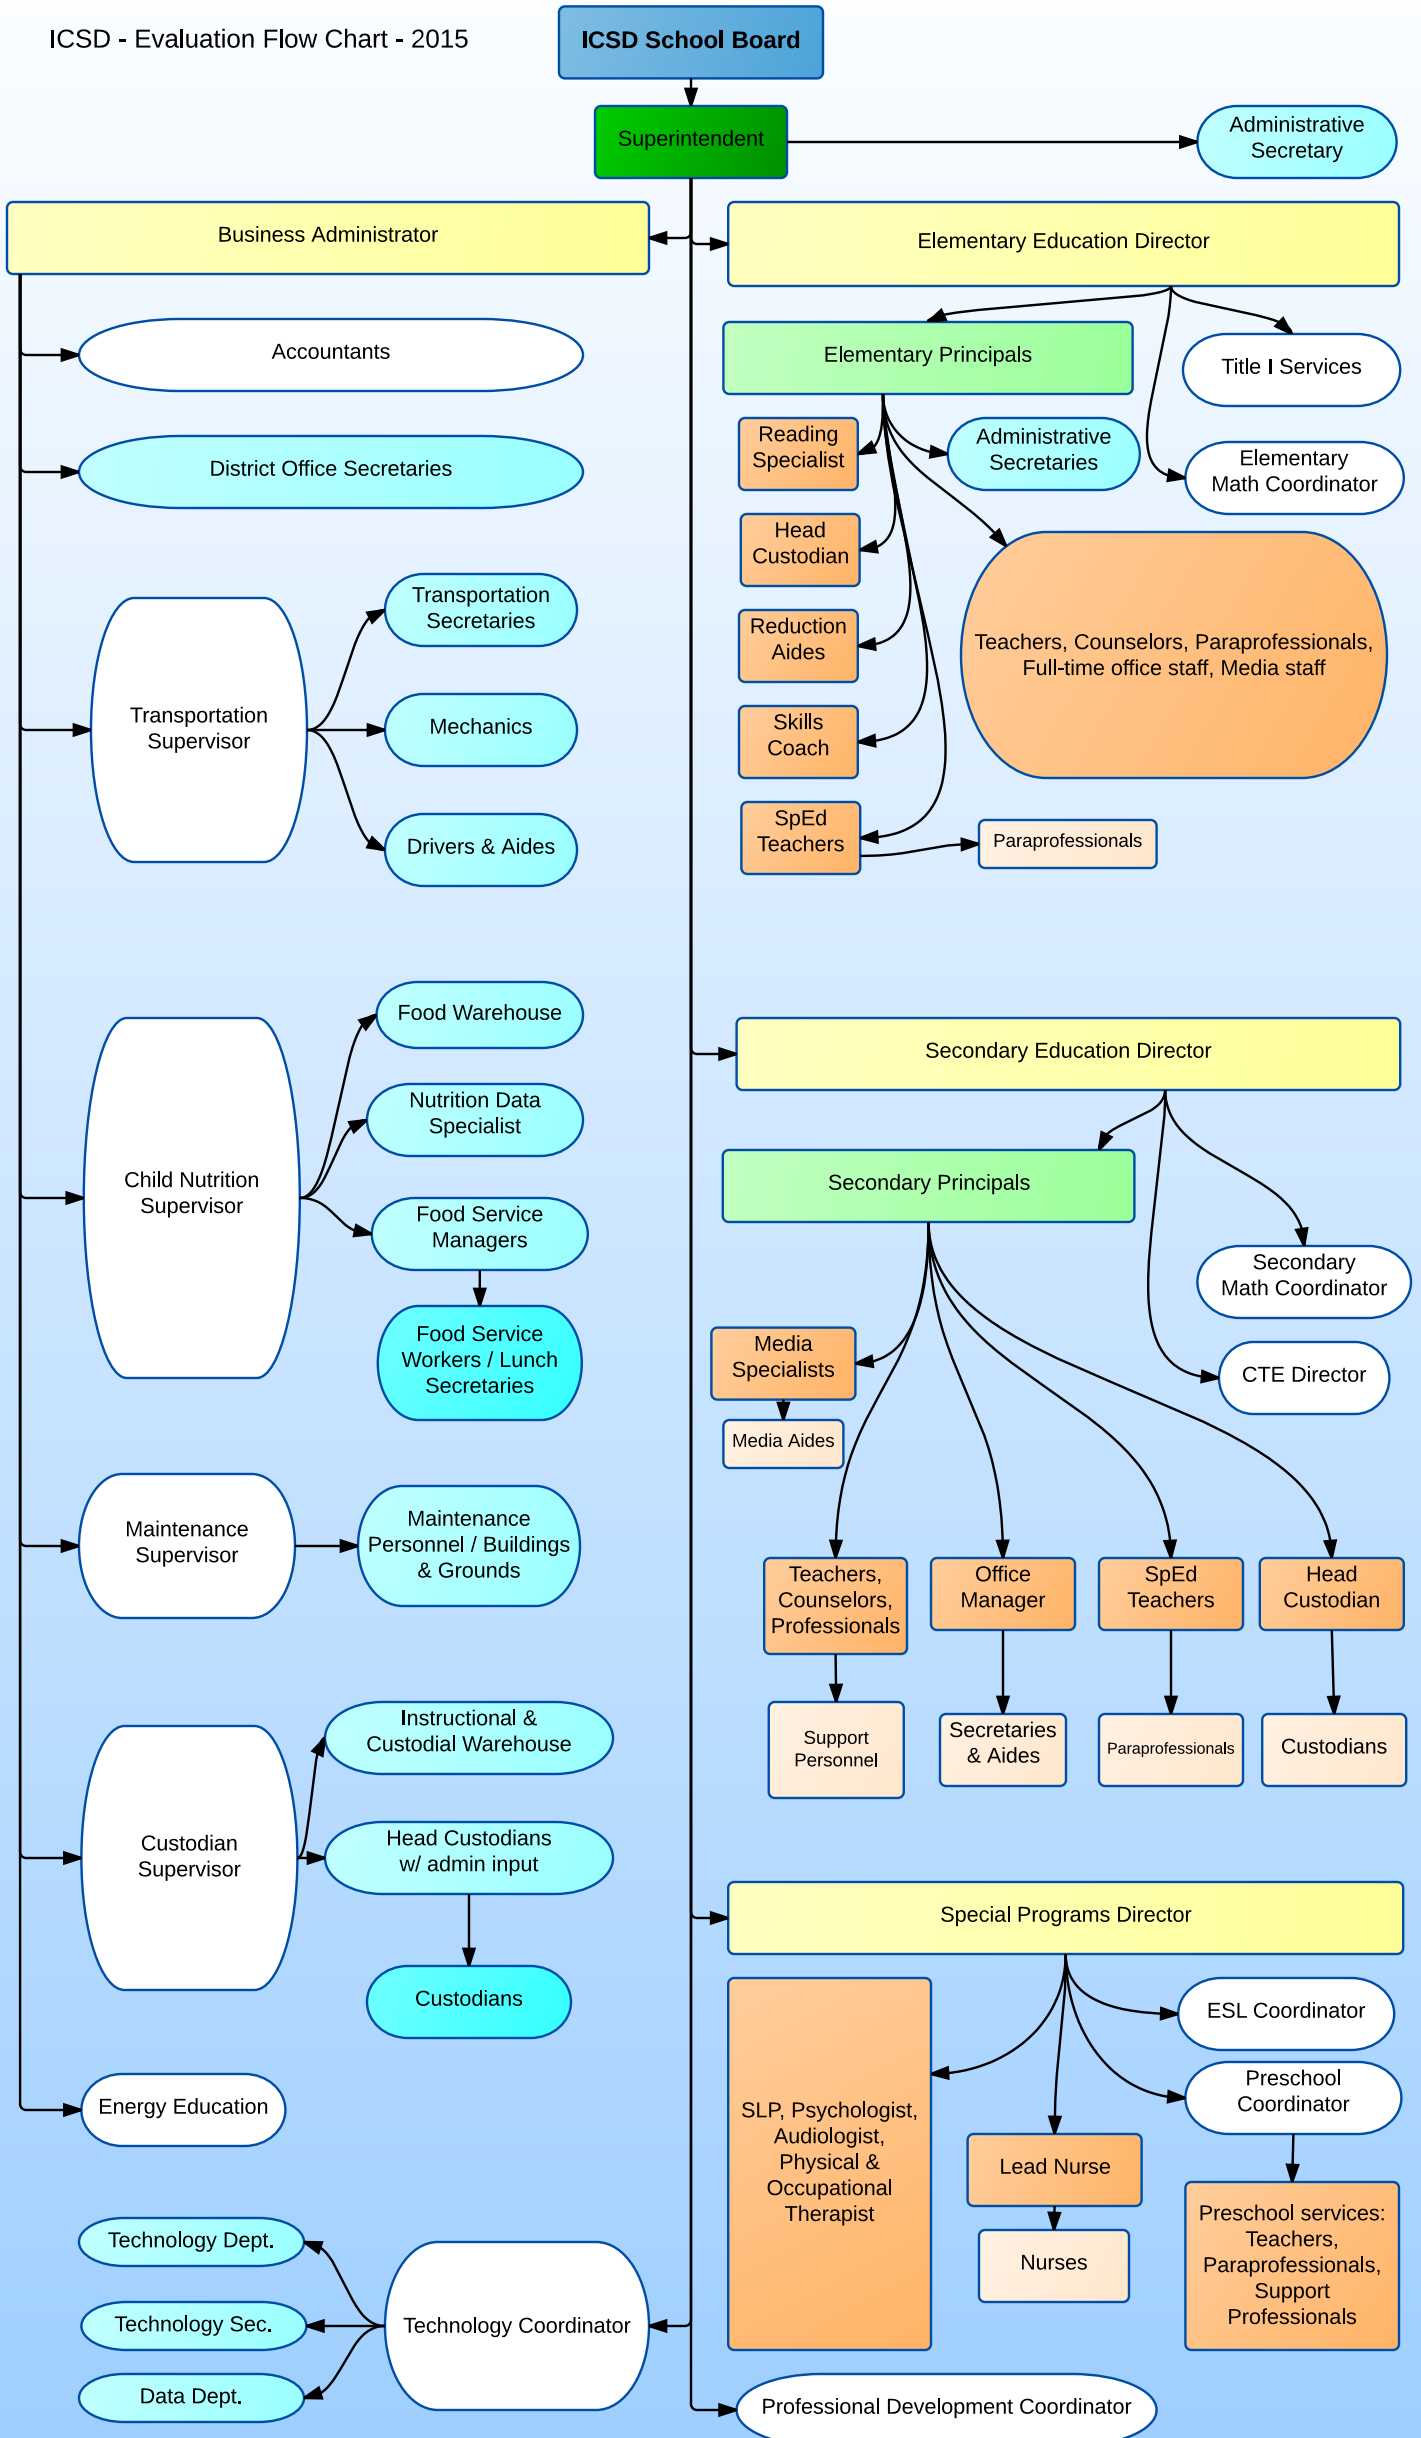 ICSD - Evaluation Flow Chart - 2015
ICSD School Board
Superintendent
Administrative
Secretary
Business Administrator
Accountants
District Office Secretaries
Transportation
Supervisor
Transportation
Secretaries
Mechanics
Drivers & Aides
Child Nutrition
Supervisor
Food Warehouse
Nutrition Data
Specialist
Food Service
Managers
Food Service
Workers / Lunch
Secretaries
Maintenance
Supervisor
Maintenance
Personnel / Buildings
& Grounds
Custodian
Supervisor
Instructional &
Custodial Warehouse
Head Custodians
w/ admin input
Custodians
Energy Education
Elementary Education Director
Elementary Principals
Title I Services
Elementary
Math Coordinator
Reading
Specialist
Administrative
Secretaries
Head
Custodian
Reduction
Aides
Teachers, Counselors, Paraprofessionals,
Full-time office staff, Media staff
Skills
Coach
SpEd
Teachers
Paraprofessionals
Secondary Education Director
Secondary Principals
Secondary
Math Coordinator
CTE Director
Media
Specialists
Media Aides
Teachers,
Counselors,
Professionals
Office
Manager
SpEd
Teachers
Head
Custodian
Support
Personnel
Secretaries
& Aides
Paraprofessionals
Custodians
Special Programs Director
SLP, Psychologist,
Audiologist,
Physical &
Occupational
Therapist
Lead Nurse
Nurses
ESL Coordinator
Preschool
Coordinator
Preschool services:
Teachers,
Paraprofessionals,
Support
Professionals
Technology Coordinator
Technology Dept.
Technology Sec.
Data Dept.
Professional Development Coordinator